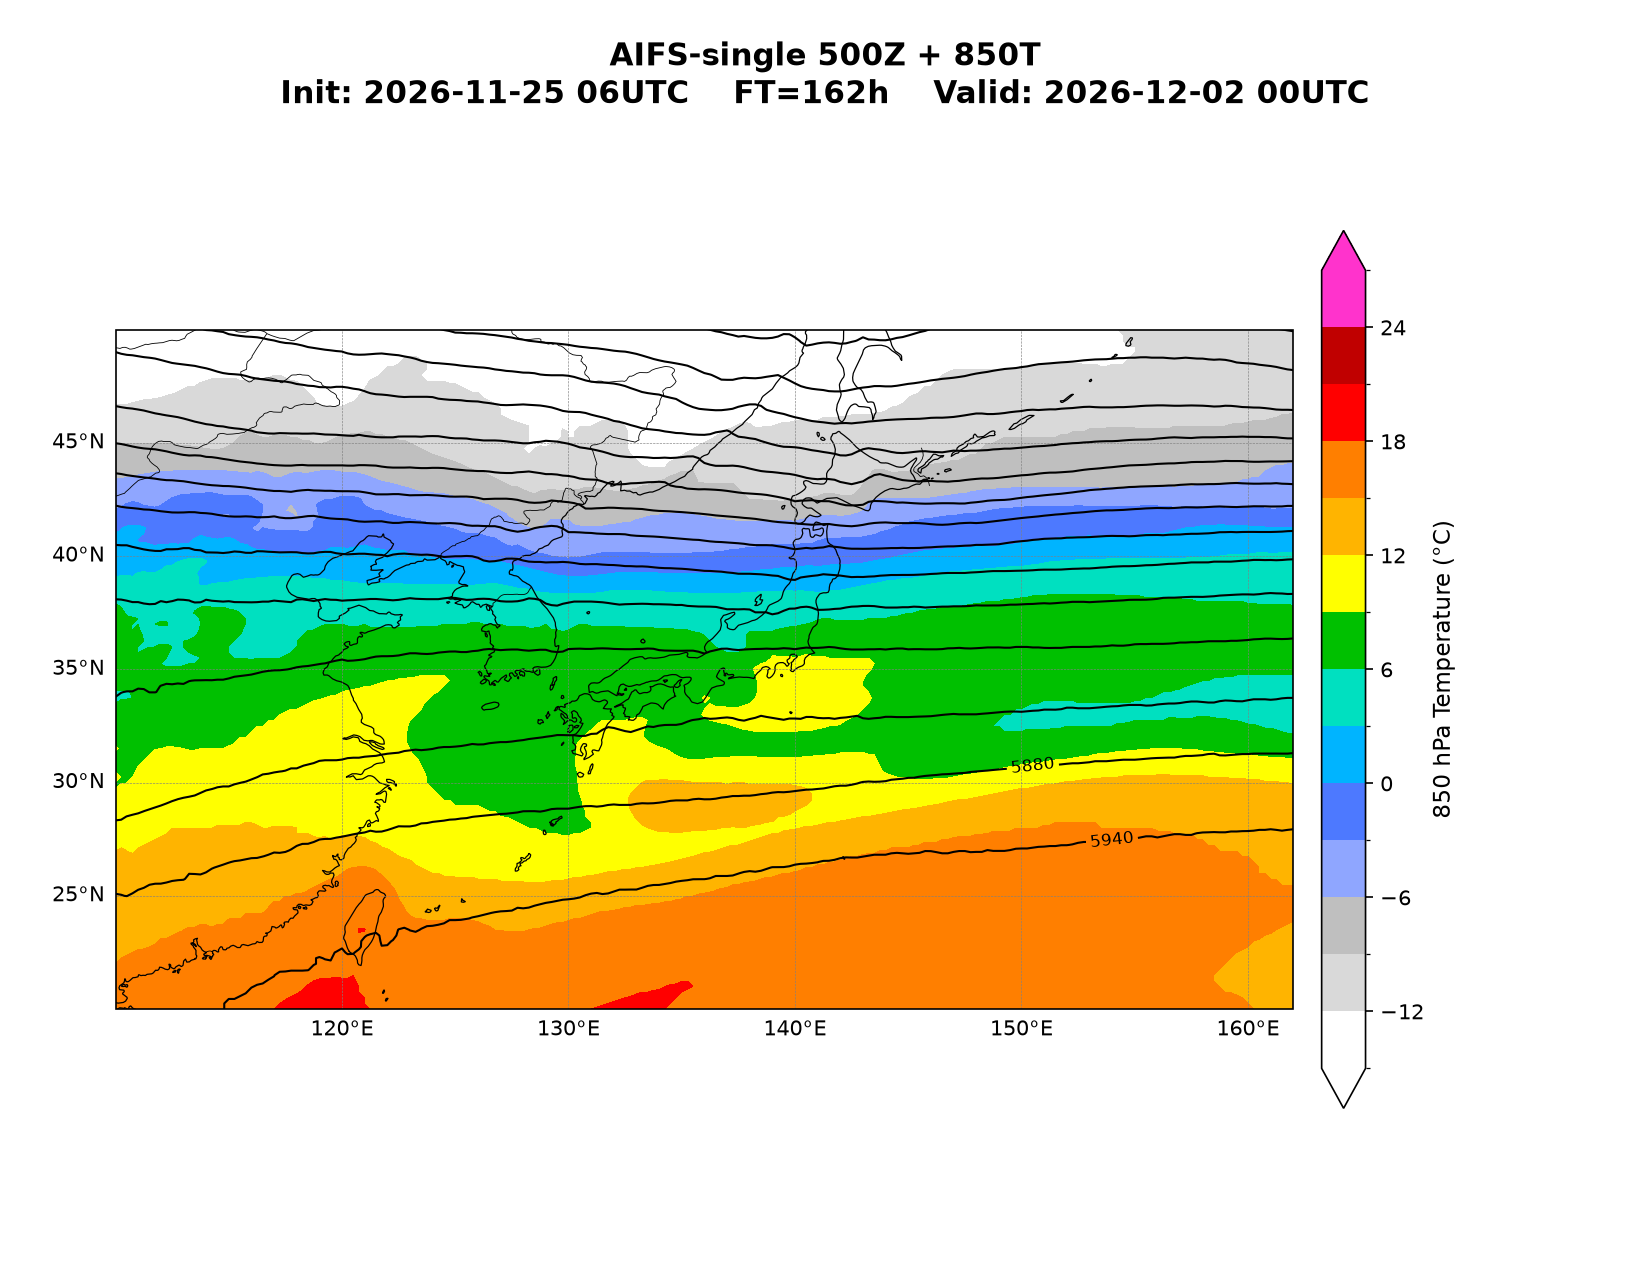 AIFS-single 500Z + 850T
Init: 2026-11-25 06UTC    FT=162h    Valid: 2026-12-02 00UTC
24
18
12
6
0
−6
−12
850 hPa Temperature (°C)
45°N
40°N
35°N
30°N
25°N
5880
5940
120°E
130°E
140°E
150°E
160°E